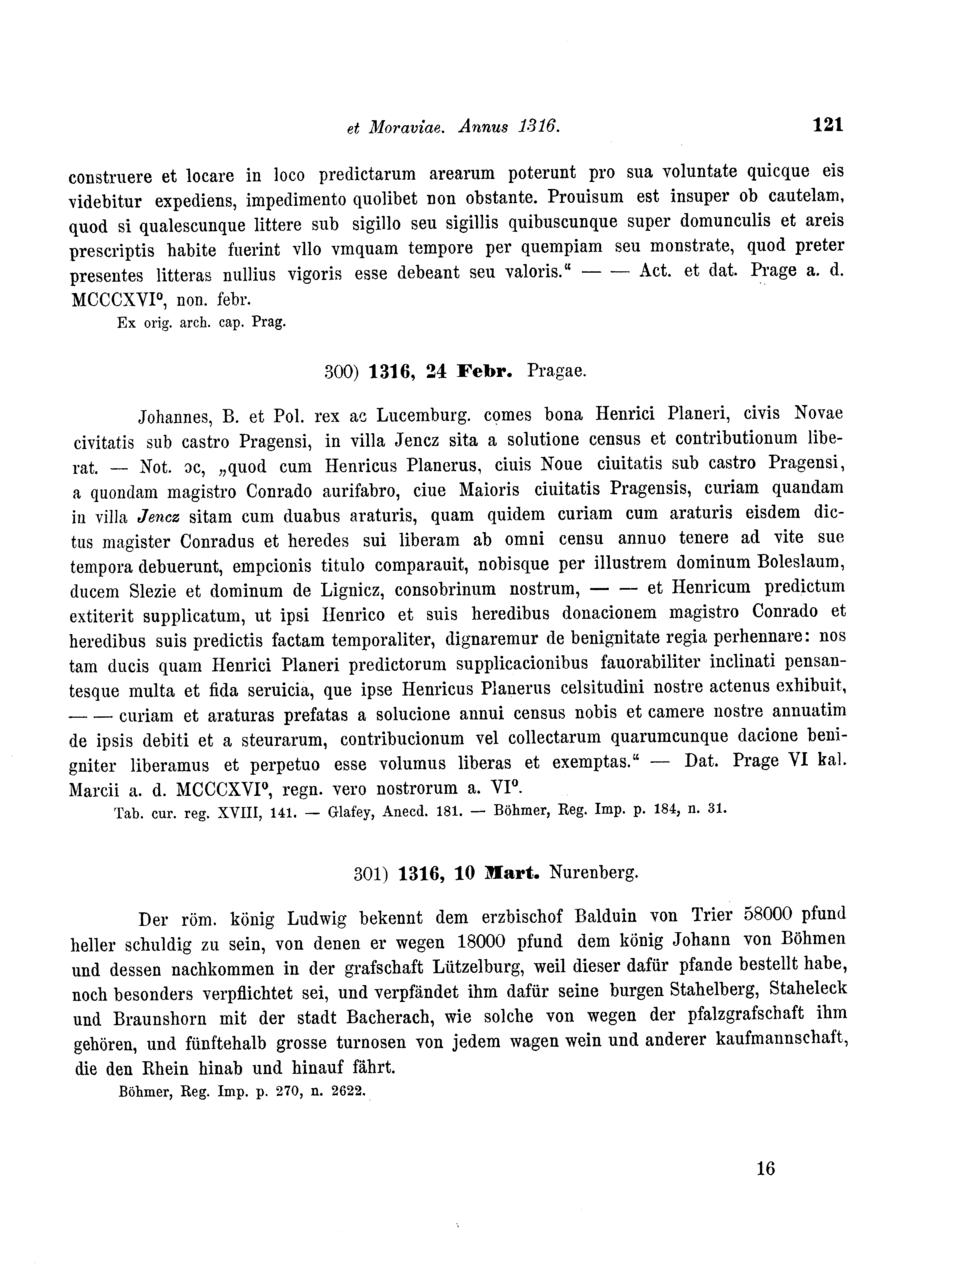 et Moraviae. Annus 1316. 121
construere et locare in loco predictarum arearum poterunt pro sua voluntate quicque eis
videbitur expediens, impedimento quolibet non obstante. Prouisum est insuper ob cautelam,
quod si qualescunque littere sub sigillo seu sigillis quibuscunque super domunculis et areis
prescriptis habite fuerint vllo vmquam tempore per quempiam seu monstrate, quod preter
presentes litteras nullius vigoris esse debeant seu valoris.“ — — Act. et dat. Prage a. d.
MCCCXVI⁰, non. febr.
Ex orig. arch. cap. Prag.
300) 1316, 24 Febr. Pragae.
Johannes, B. et Pol. rex ac Lucemburg. comes bona Henrici Planeri, civis Novae
civitatis sub castro Pragensi, in villa Jencz sita a solutione census et contributionum libe-
rat. — Not. ɔc, „quod cum Henricus Planerus, ciuis Noue ciuitatis sub castro Pragensi,
a quondam magistro Conrado aurifabro, ciue Maioris ciuitatis Pragensis, curiam quandam
in villa Jencz sitam cum duabus araturis, quam quidem curiam cum araturis eisdem dic-
tus magister Conradus et heredes sui liberam ab omni censu annuo tenere ad vite sue
tempora debuerunt, empcionis titulo comparauit, nobisque per illustrem dominum Boleslaum,
ducem Slezie et dominum de Lignicz, consobrinum nostrum, — — et Henricum predictum
extiterit supplicatum, ut ipsi Henrico et suis heredibus donacionem magistro Conrado et
heredibus suis predictis factam temporaliter, dignaremur de benignitate regia perhennare: nos
tam ducis quam Henrici Planeri predictorum supplicacionibus fauorabiliter inclinati pensan-
tesque multa et fida seruicia, que ipse Henricus Planerus celsitudini nostre actenus exhibuit,
— — curiam et araturas prefatas a solucione annui census nobis et camere nostre annuatim
de ipsis debiti et a steurarum, contribucionum vel collectarum quarumcunque dacione beni-
gniter liberamus et perpetuo esse volumus liberas et exemptas.“ — Dat. Prage VI kal.
Marcii a. d. MCCCXVI⁰, regn. vero nostrorum a. VI⁰.
Tab. cur. reg. XVIII, 141. — Glafey, Anecd. 181. — Böhmer, Reg. Imp. p. 184, n. 31.
301) 1316, 10 Mart. Nurenberg.
Der röm. könig Ludwig bekennt dem erzbischof Balduin von Trier 58000 pfund
heller schuldig zu sein, von denen er wegen 18000 pfund dem könig Johann von Böhmen
und dessen nachkommen in der grafschaft Lützelburg, weil dieser dafür pfande bestellt habe,
noch besonders verpflichtet sei, und verpfändet ihm dafür seine burgen Stahelberg, Staheleck
und Braunshorn mit der stadt Bacherach, wie solche von wegen der pfalzgrafschaft ihm
gehören, und fünftehalb grosse turnosen von jedem wagen wein und anderer kaufmannschaft,
die den Rhein hinab und hinauf fährt.
Böhmer, Reg. Imp. p. 270, n. 2622.
16